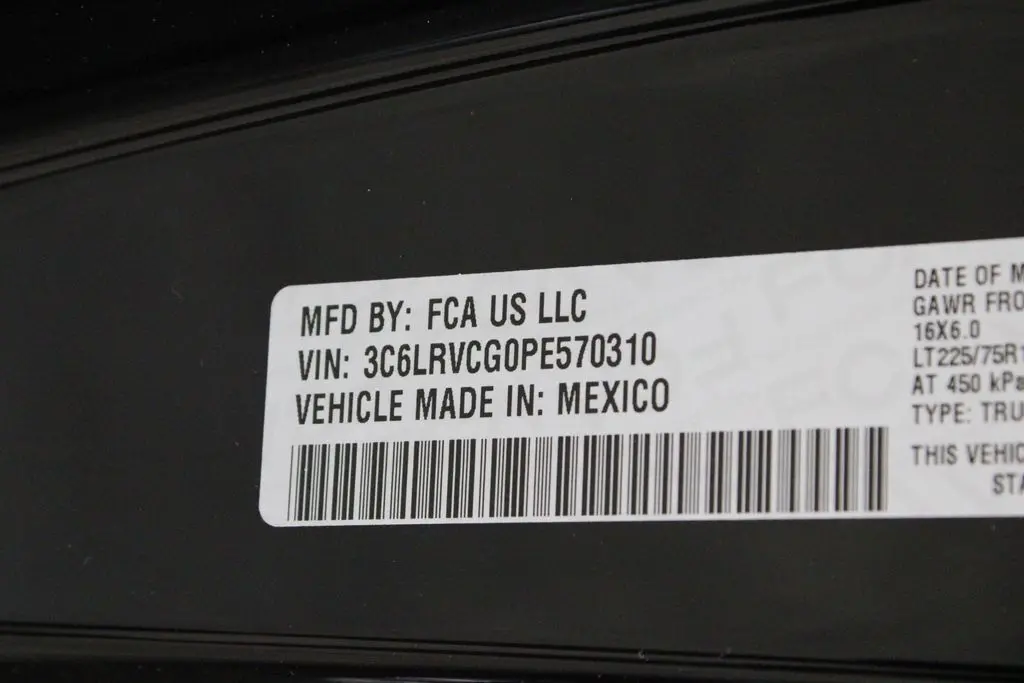 MFD BY: FCA US LLC
VIN: 3C6LRVCG0PE570310
VEHICLE MADE IN: MEXICO
DATE OF M
GAWR FRO
16X6.0
LT225/75R1
AT 450 kPa
TYPE: TRU
THIS VEHIC
STA